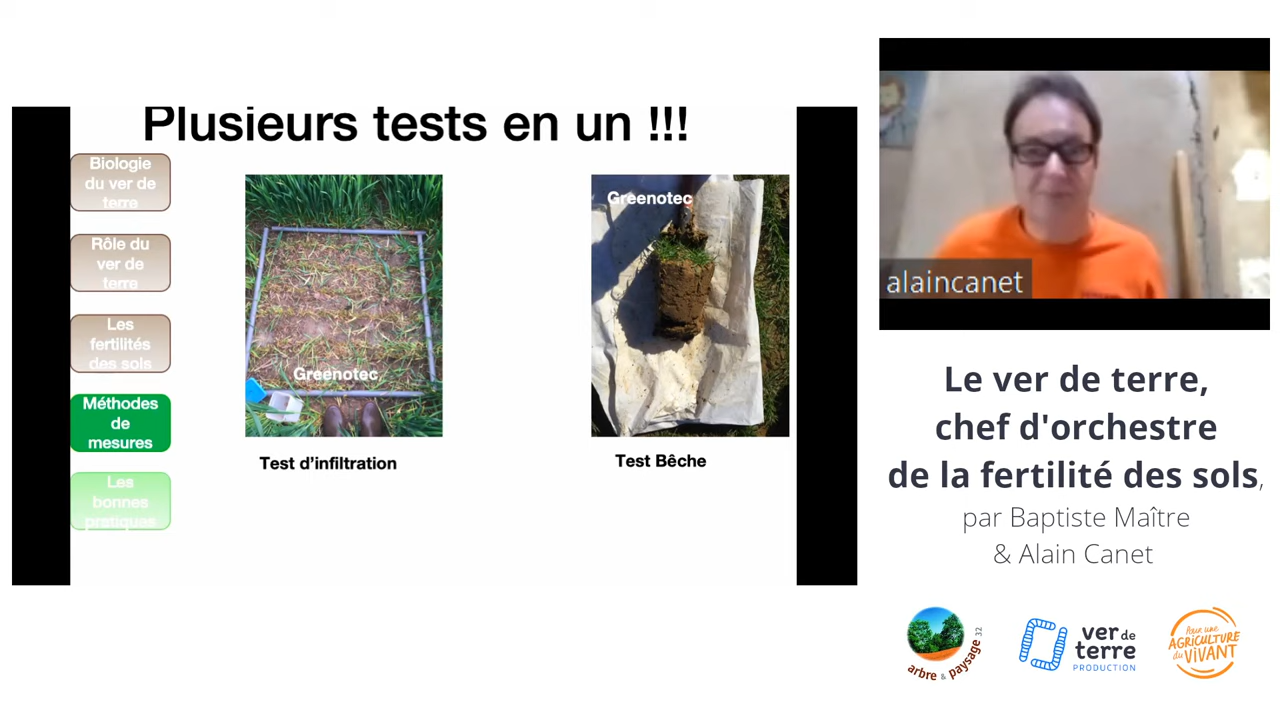 Plusieurs tests en un !!!
Biologie
du ver de
terre
Rôle du
ver de
terre
Les
fertilités
des sols
Méthodes
de
mesures
Les
bonnes
pratiques
Greenotec
Test d'infiltration
Greenotec
Test Bêche
alaincanet
Le ver de terre,
chef d'orchestre
de la fertilité des sols,
par Baptiste Maître
& Alain Canet
arbre & paysage 32
ver de
terre
PRODUCTION
Pour une
AGRICULTURE
du VIVANT